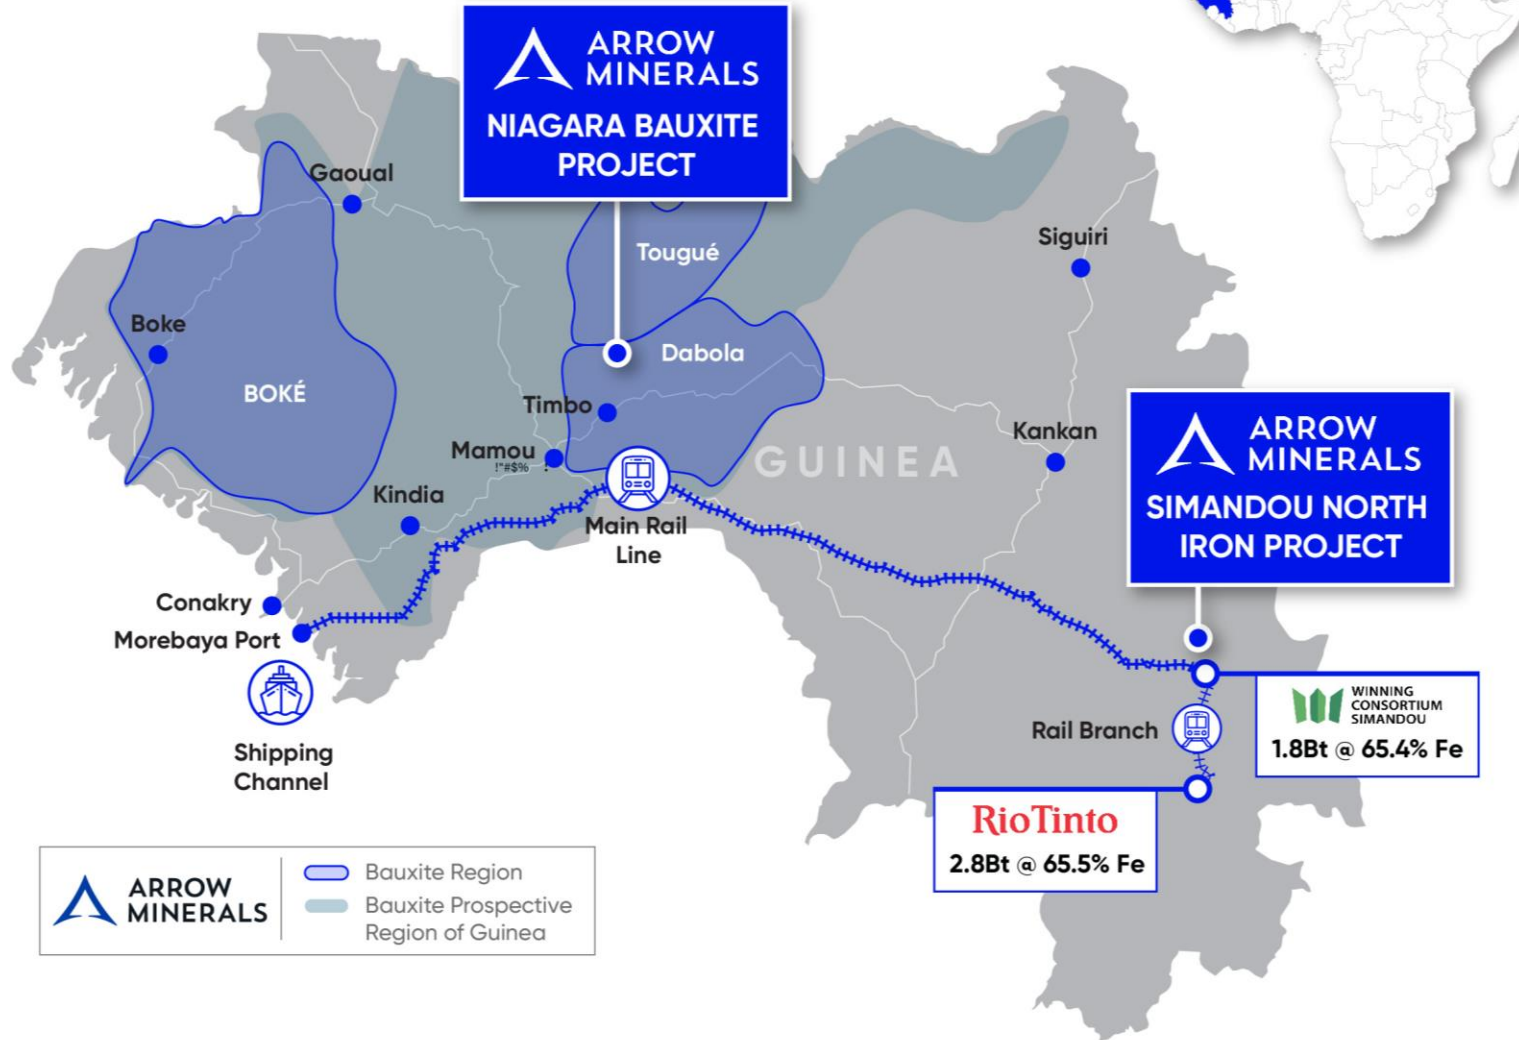 ARROW
MINERALS
NIAGARA BAUXITE
PROJECT
Gaoual
Tougué
Siguiri
Boke
Dabola
BOKÉ
Timbo
Mamou
!"#$% !
GUINEA
Kankan
ARROW
MINERALS
SIMANDOU NORTH
IRON PROJECT
Kindia
Main Rail
Line
Conakry
Morebaya Port
Shipping
Channel
WINNING
CONSORTIUM
SIMANDOU
1.8Bt @ 65.4% Fe
Rail Branch
RioTinto
2.8Bt @ 65.5% Fe
ARROW
MINERALS
Bauxite Region
Bauxite Prospective
Region of Guinea